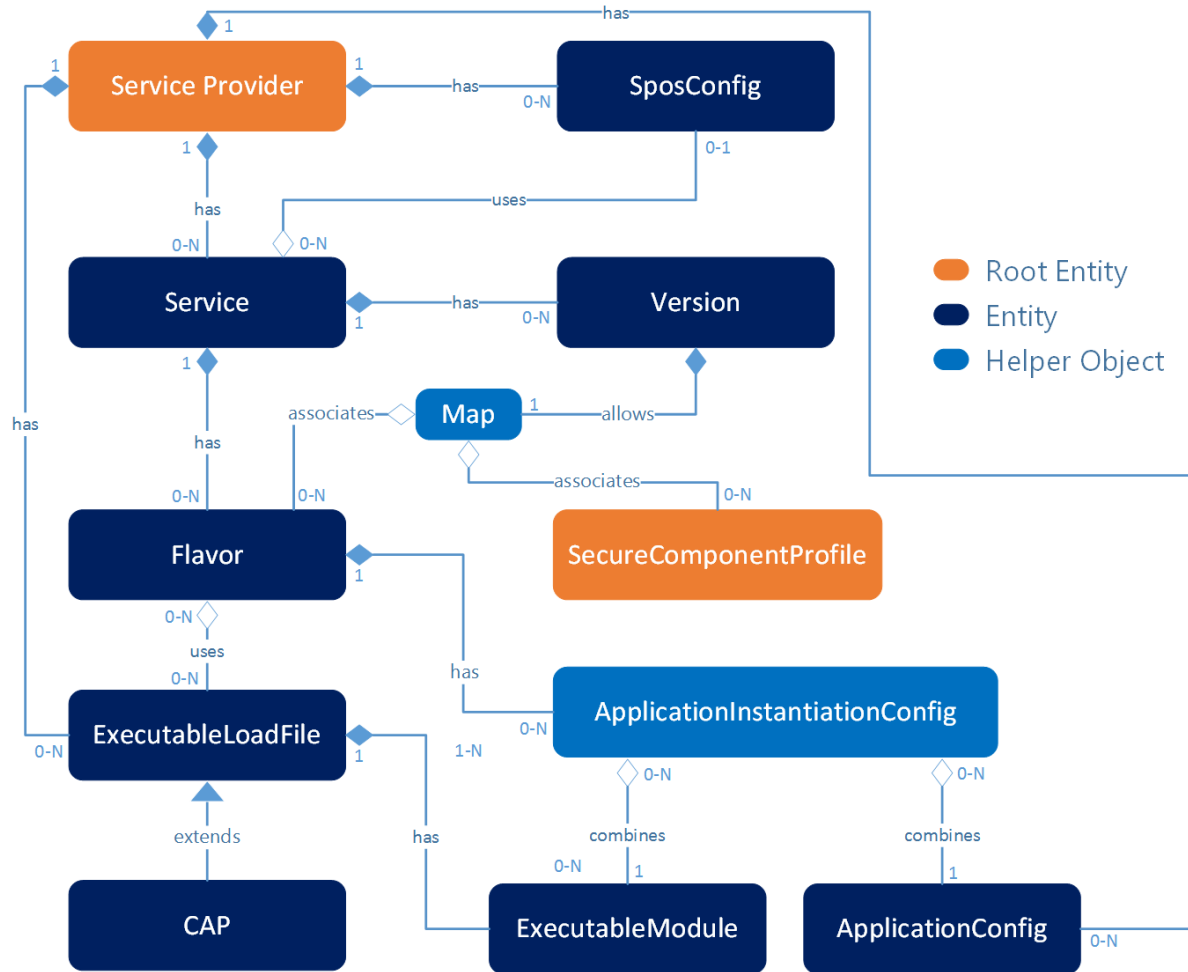 has
1
1
Service Provider
1
has
0-N
SposConfig
1
0-1
uses
has
0-N
0-N
Service
1
has
0-N
Version
Root Entity
Entity
Helper Object
1
associates
Map
1
allows
has
has
associates
0-N
0-N
0-N
Flavor
1
SecureComponentProfile
0-N
uses
0-N
has
ExecutableLoadFile
0-N
1
1-N
0-N
ApplicationInstantiationConfig
0-N
0-N
extends
has
combines
combines
0-N
1
1
CAP
ExecutableModule
ApplicationConfig
0-N